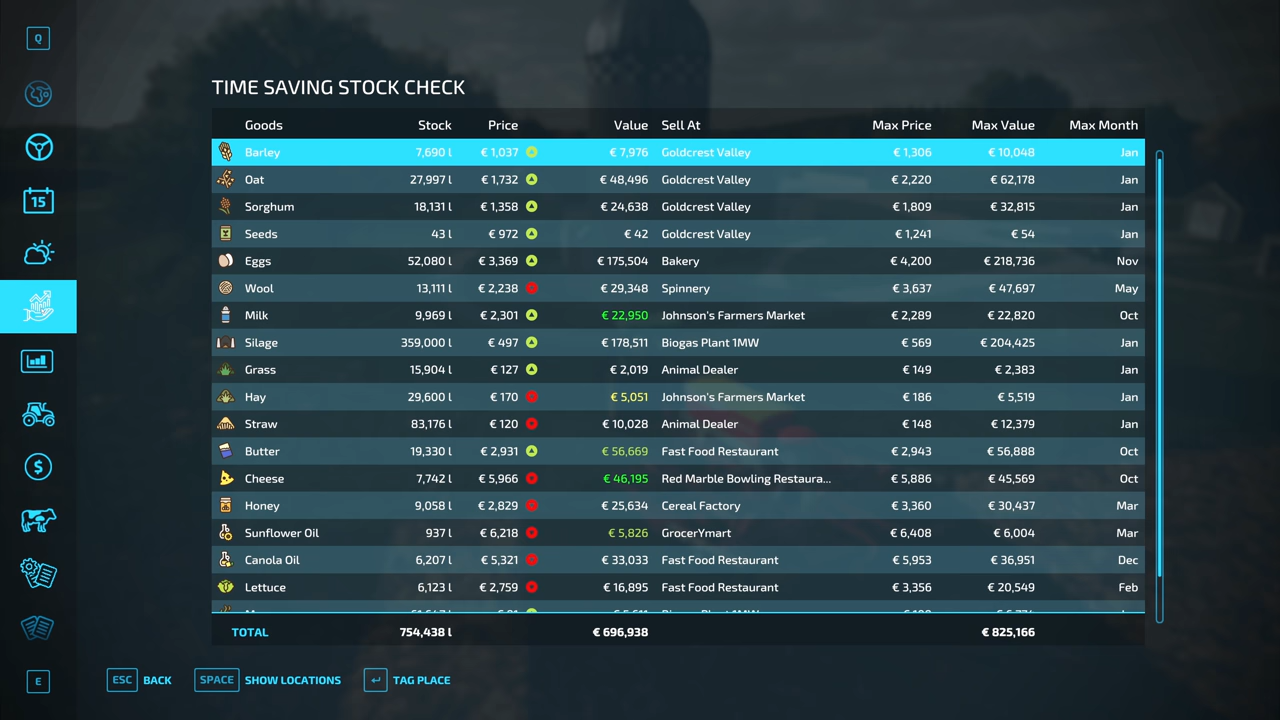 Q
TIME SAVING STOCK CHECK
Goods Stock Price Value Sell At Max Price Max Value Max Month
Barley 7,690 l € 1,037 € 7,976 Goldcrest Valley € 1,306 € 10,048 Jan
Oat 27,997 l € 1,732 € 48,496 Goldcrest Valley € 2,220 € 62,178 Jan
15
Sorghum 18,131 l € 1,358 € 24,638 Goldcrest Valley € 1,809 € 32,815 Jan
Seeds 43 l € 972 € 42 Goldcrest Valley € 1,241 € 54 Jan
Eggs 52,080 l € 3,369 € 175,504 Bakery € 4,200 € 218,736 Nov
Wool 13,111 l € 2,238 € 29,348 Spinnery € 3,637 € 47,697 May
Milk 9,969 l € 2,301 € 22,950 Johnson's Farmers Market € 2,289 € 22,820 Oct
Silage 359,000 l € 497 € 178,511 Biogas Plant 1MW € 569 € 204,425 Jan
Grass 15,904 l € 127 € 2,019 Animal Dealer € 149 € 2,383 Jan
Hay 29,600 l € 170 € 5,051 Johnson's Farmers Market € 186 € 5,519 Jan
Straw 83,176 l € 120 € 10,028 Animal Dealer € 148 € 12,379 Jan
Butter 19,330 l € 2,931 € 56,669 Fast Food Restaurant € 2,943 € 56,888 Oct
Cheese 7,742 l € 5,966 € 46,195 Red Marble Bowling Restaura... € 5,886 € 45,569 Oct
Honey 9,058 l € 2,829 € 25,634 Cereal Factory € 3,360 € 30,437 Mar
Sunflower Oil 937 l € 6,218 € 5,826 GrocerYmart € 6,408 € 6,004 Mar
Canola Oil 6,207 l € 5,321 € 33,033 Fast Food Restaurant € 5,953 € 36,951 Dec
Lettuce 6,123 l € 2,759 € 16,895 Fast Food Restaurant € 3,356 € 20,549 Feb
TOTAL 754,438 l € 696,938 € 825,166
E
ESC BACK SPACE SHOW LOCATIONS ↵ TAG PLACE